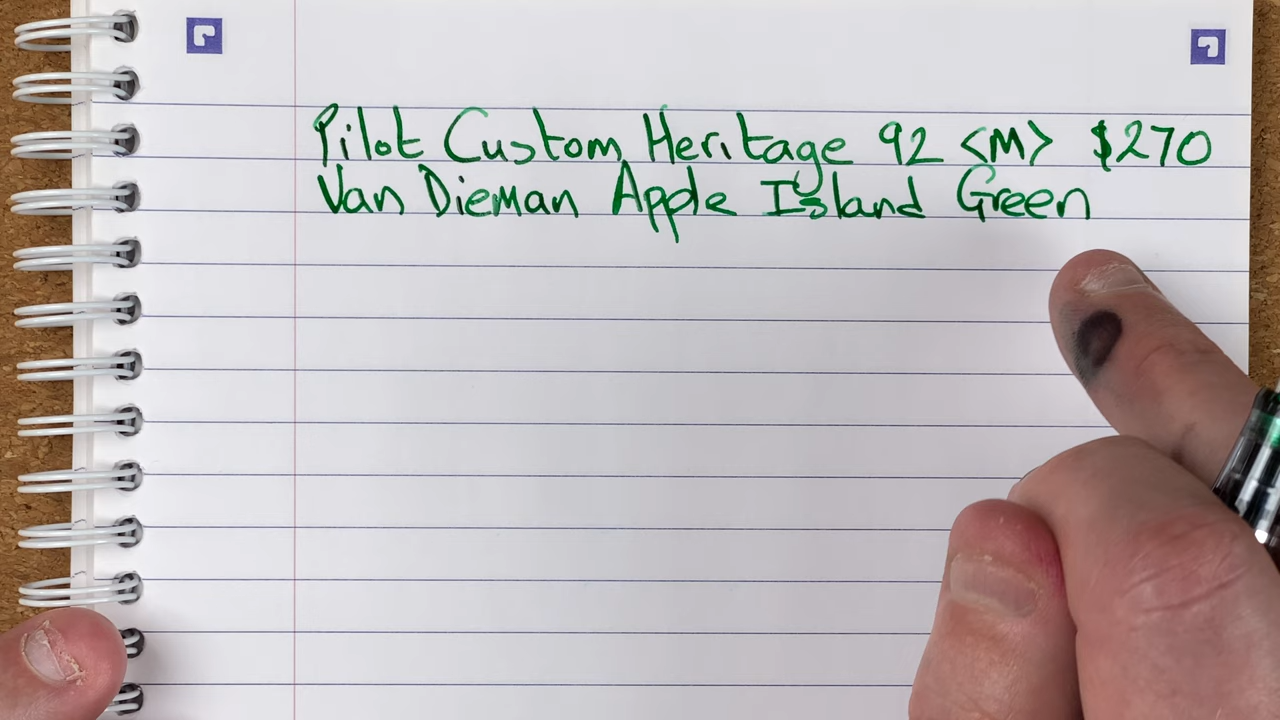 Pilot Custom Heritage 92 <M> $270
Van Dieman Apple Island Green